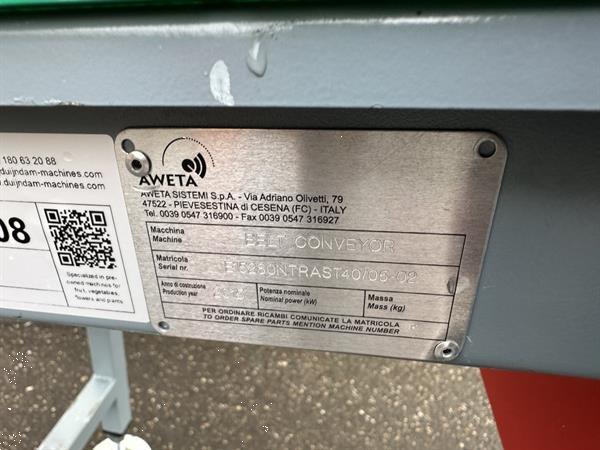 180 63 20 88
duijndam-machines.com
.duijndam-machines.com
08
Specialized in pre-
owned machines for
fruit, vegetables,
flowers and plants
AWETA
AWETA SISTEMI S.p.A. - Via Adriano Olivetti, 79
47522 - PIEVESESTINA di CESENA (FC) - ITALY
Tel. 0039 0547 316900 - Fax 0039 0547 316927
Macchina
Machine
BELT CONVEYOR
Matricola
Serial nr.
Anno di costruzione
Production year
Potenza nominale
Nominal power (kW)
Massa
Mass (kg)
PER ORDINARE RICAMBI COMUNICATE LA MATRICOLA
TO ORDER SPARE PARTS MENTION MACHINE NUMBER